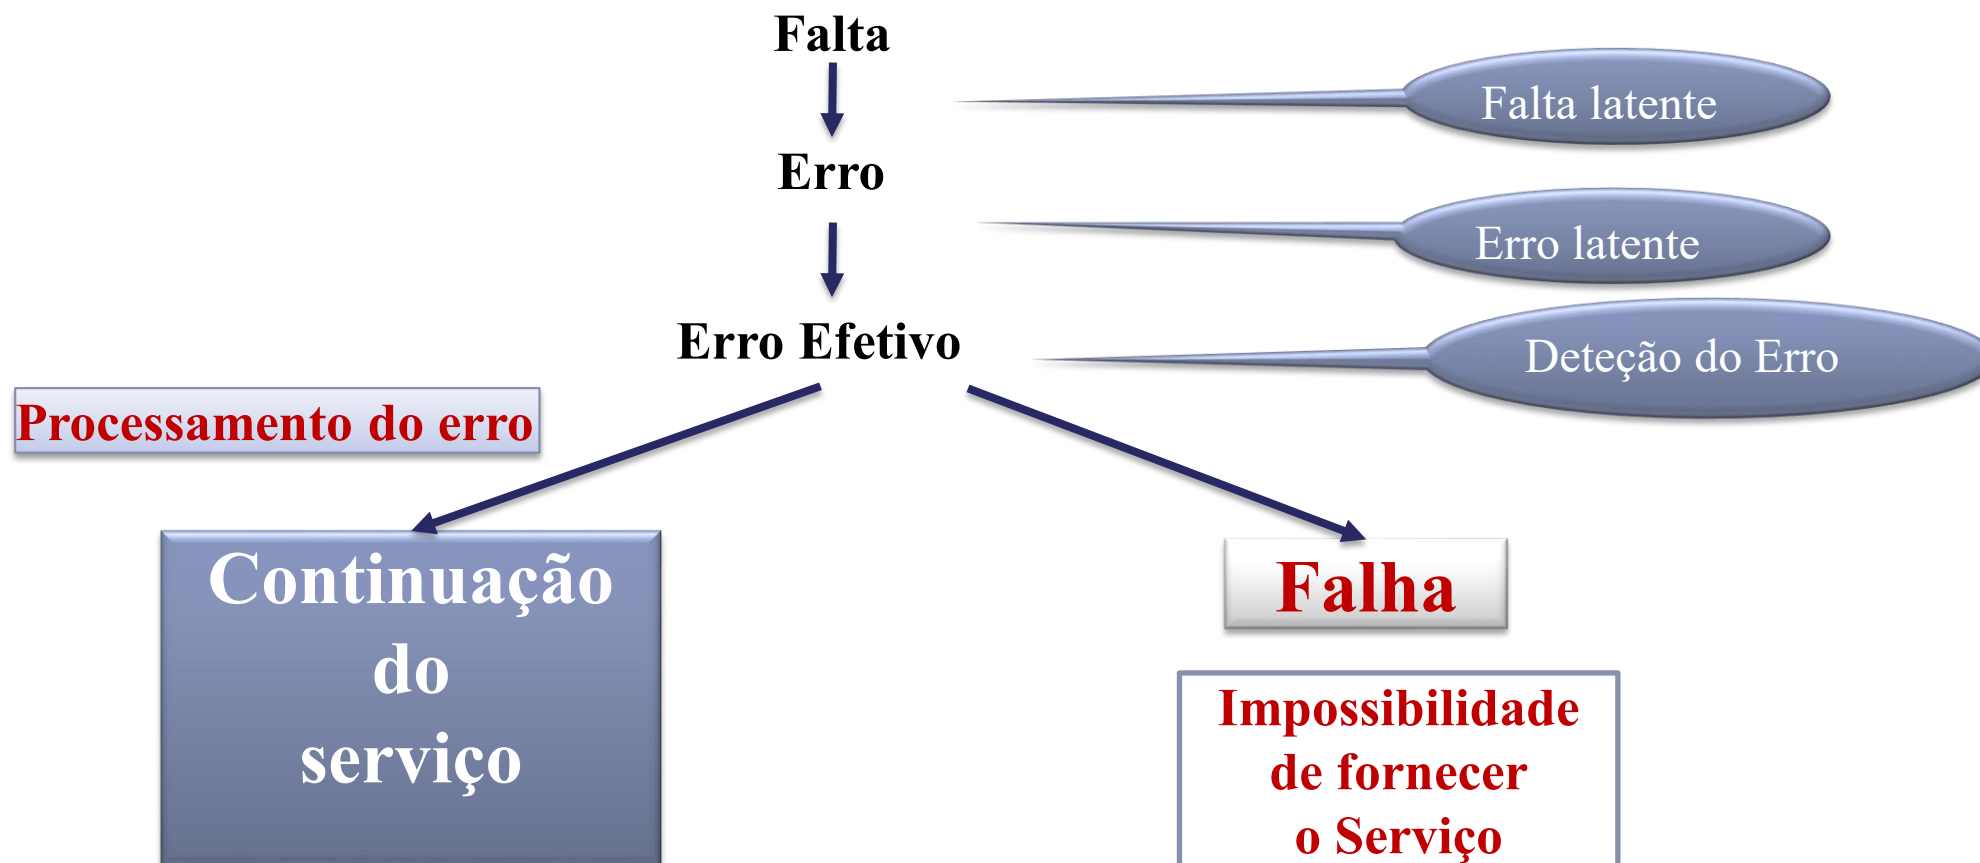 Falta
Falta latente
Erro
Erro latente
Erro Efetivo
Deteção do Erro
Processamento do erro
Continuação
do
serviço
Falha
Impossibilidade
de fornecer
o Serviço